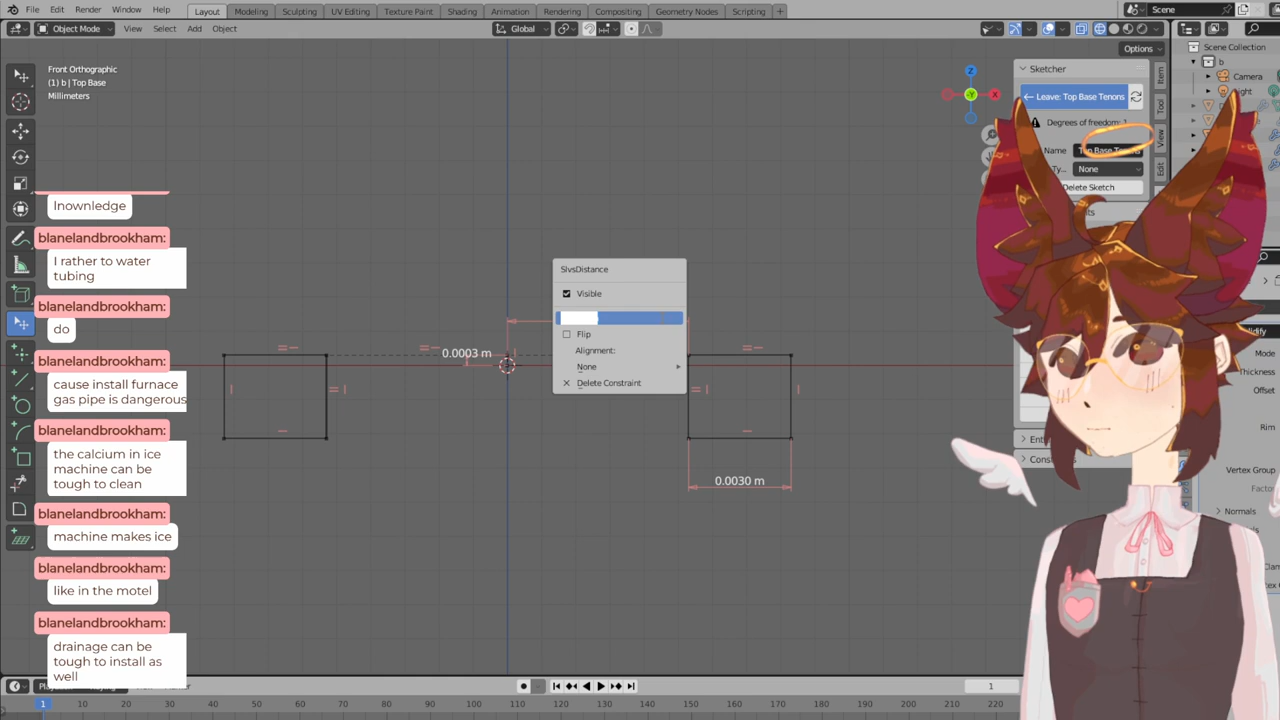 File Edit Render Window Help
Layout Modeling Sculpting UV Editing Texture Paint Shading Animation Rendering Compositing Geometry Nodes Scripting +
Scene
Object Mode View Select Add Object
Global
Options
Front Orthographic
(1) b | Top Base
Millimeters
Z
X
-Y
Sketcher
Leave: Top Base Tenons
Degrees of freedom: 1
Name
None
Delete Sketch
Item
Tool
View
Edit
Scene Collection
b
Camera
Mode
Thickness
Offset
Rim
Vertex Group
Factor
Normals
lnownledge
blanelandbrookham:
I rather to water
tubing
blanelandbrookham:
do
blanelandbrookham:
cause install furnace
gas pipe is dangerous
blanelandbrookham:
the calcium in ice
machine can be
tough to clean
blanelandbrookham:
machine makes ice
blanelandbrookham:
like in the motel
blanelandbrookham:
drainage can be
tough to install as
well
SlvsDistance
Visible
Flip
Alignment:
None
Delete Constraint
0.0003 m
0.0030 m
1
1 10 20 30 40 50 60 70 80 90 100 110 120 130 140 150 160 170 180 190 200 210 220